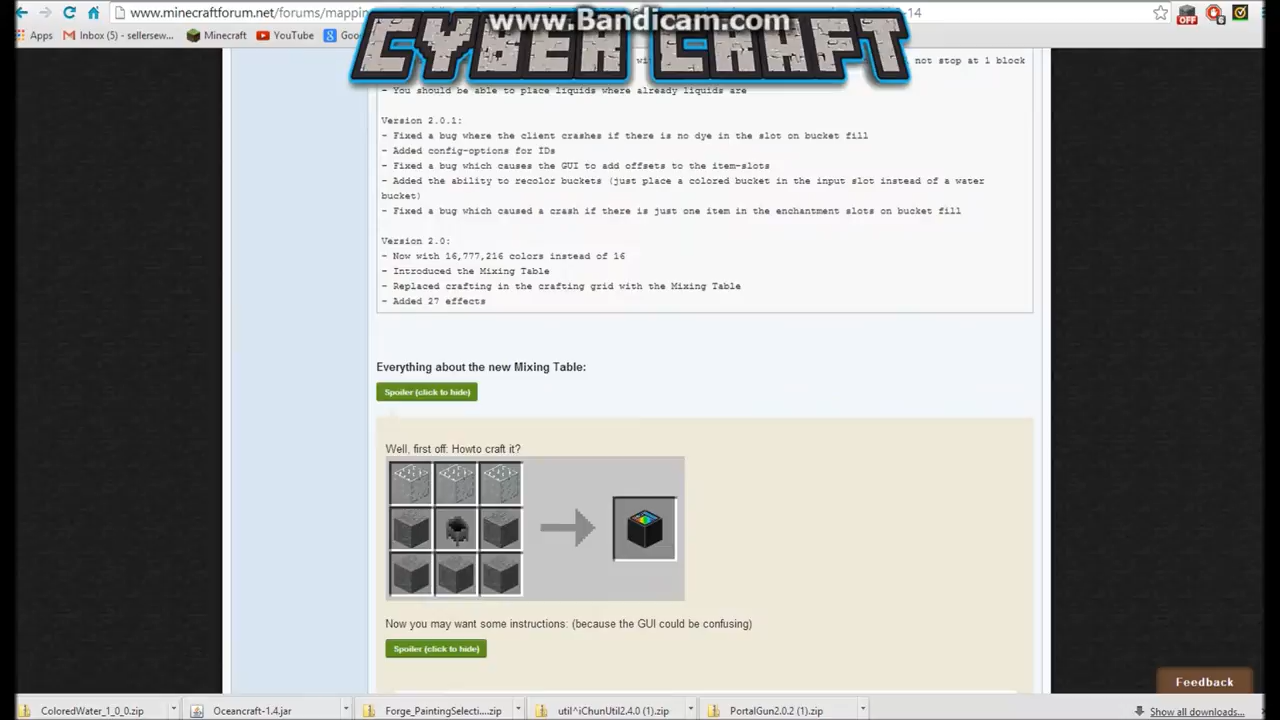 www.minecraftforum.net/forums/mappin
-14
www.Bandicam.com
CYBER CRAFT
Apps
Inbox (5) - sellersew...
Minecraft
YouTube
Goo
OFF
6
not stop at 1 block
- You should be able to place liquids where already liquids are
Version 2.0.1:
- Fixed a bug where the client crashes if there is no dye in the slot on bucket fill
- Added config-options for IDs
- Fixed a bug which causes the GUI to add offsets to the item-slots
- Added the ability to recolor buckets (just place a colored bucket in the input slot instead of a water
bucket)
- Fixed a bug which caused a crash if there is just one item in the enchantment slots on bucket fill
Version 2.0:
- Now with 16,777,216 colors instead of 16
- Introduced the Mixing Table
- Replaced crafting in the crafting grid with the Mixing Table
- Added 27 effects
Everything about the new Mixing Table:
Spoiler (click to hide)
Well, first off: Howto craft it?
Now you may want some instructions: (because the GUI could be confusing)
Spoiler (click to hide)
Feedback
ColoredWater_1_0_0.zip
Oceancraft-1.4.jar
Forge_PaintingSelecti....zip
util^iChunUtil2.4.0 (1).zip
PortalGun2.0.2 (1).zip
Show all downloads...